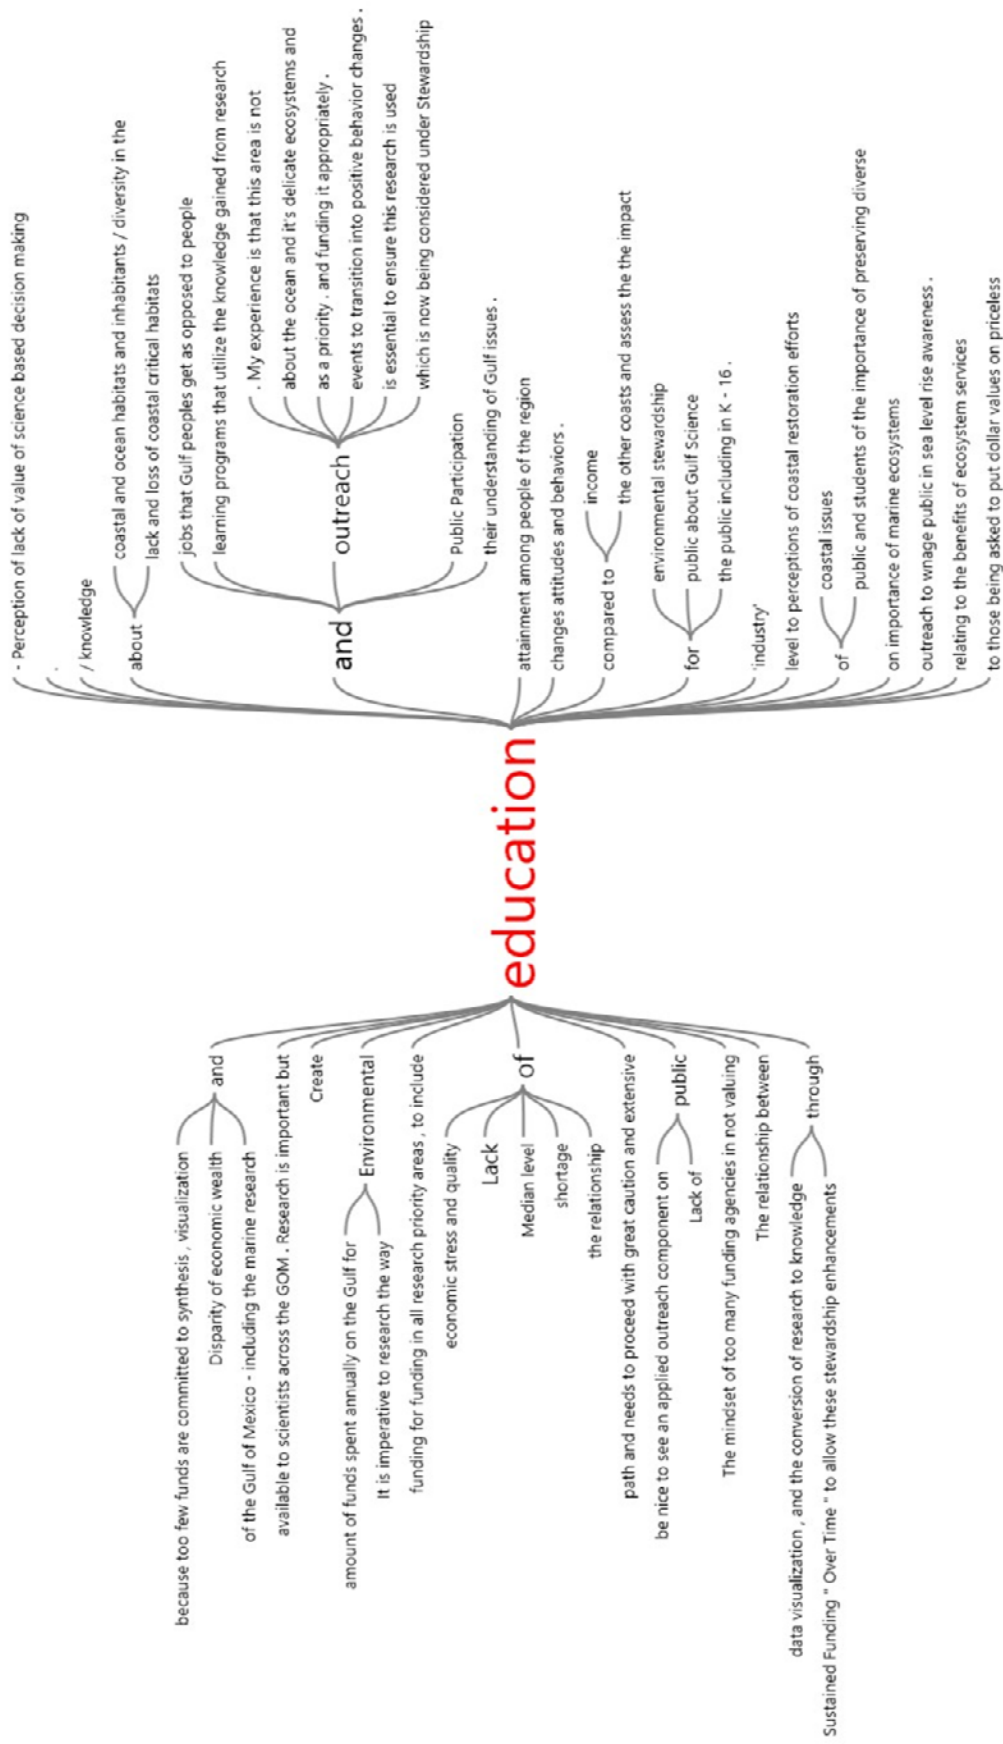 because too few funds are committed to synthesis , visualization
Disparity of economic wealth
of the Gulf of Mexico - including the marine research
and
available to scientists across the GOM . Research is important but
Create
amount of funds spent annually on the Gulf for
It is imperative to research the way
Environmental
funding for funding in all research priority areas , to include
economic stress and quality
Lack
Median level
shortage
the relationship
of
path and needs to proceed with great caution and extensive
be nice to see an applied outreach component on
Lack of
public
The mindset of too many funding agencies in not valuing
The relationship between
data visualization , and the conversion of research to knowledge
Sustained Funding " Over Time " to allow these stewardship enhancements
through
education
- Perception of lack of value of science based decision making
.
/ knowledge
about
coastal and ocean habitats and inhabitants / diversity in the
lack and loss of coastal critical habitats
and
jobs that Gulf peoples get as opposed to people
learning programs that utilize the knowledge gained from research
outreach
. My experience is that this area is not
about the ocean and it's delicate ecosystems and
as a priority . and funding it appropriately .
events to transition into positive behavior changes .
is essential to ensure this research is used
which is now being considered under Stewardship
Public Participation
their understanding of Gulf issues .
attainment among people of the region
changes attitudes and behaviors .
compared to
income
the other coasts and assess the the impact
for
environmental stewardship
public about Gulf Science
the public including in K - 16 .
'industry'
level to perceptions of coastal restoration efforts
of
coastal issues
public and students of the importance of preserving diverse
on importance of marine ecosystems
outreach to wnage public in sea level rise awareness .
relating to the benefits of ecosystem services
to those being asked to put dollar values on priceless